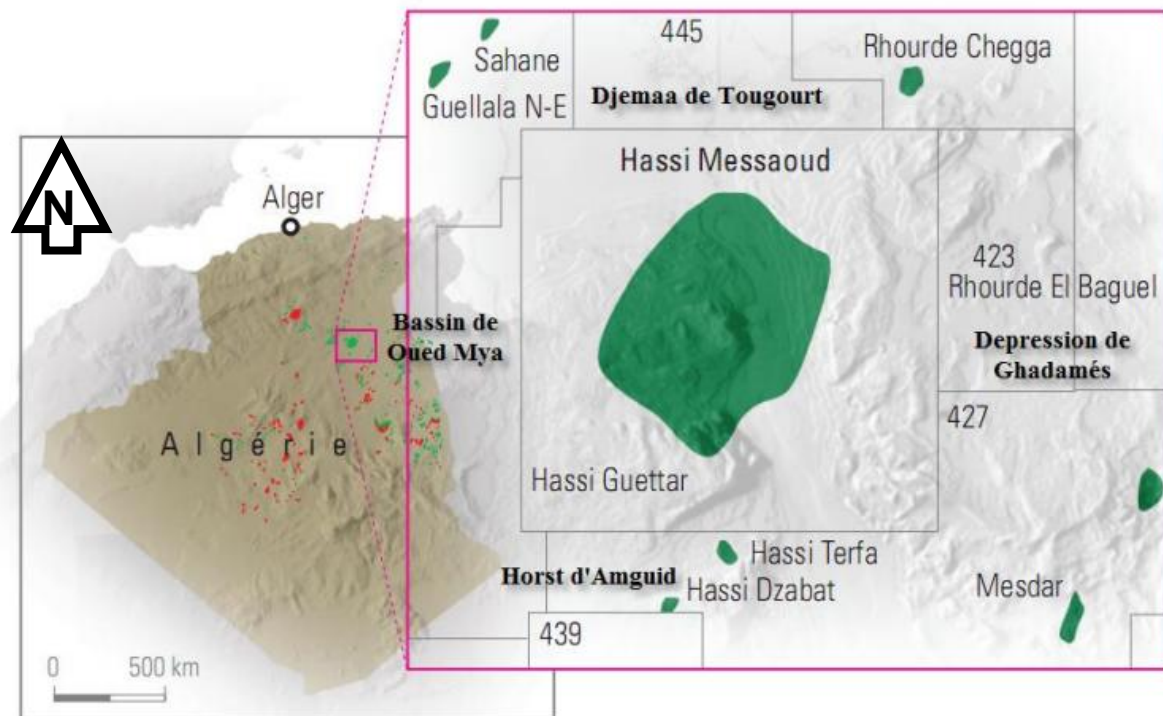 N
Alger
Algérie
0 500 km
445
Rhourde Chegga
Sahane
Guellala N-E
Djemaa de Tougourt
Hassi Messaoud
Bassin de
Oued Mya
423
Rhourde El Baguel
Depression de
Ghadamés
427
Hassi Guettar
Hassi Terfa
Horst d'Amguid
Hassi Dzabat
Mesdar
439